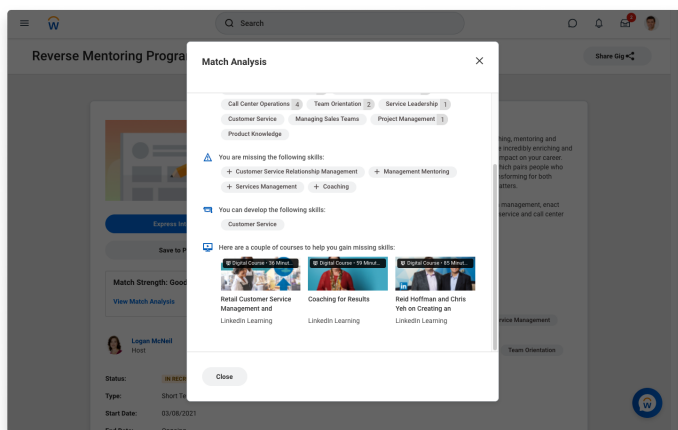 Search
2
Reverse Mentoring Progra
Share Gig
Match Analysis
Call Center Operations 4 Team Orientation 2 Service Leadership 1
Customer Service Managing Sales Teams Project Management 1
Product Knowledge
You are missing the following skills:
+ Customer Service Relationship Management + Management Mentoring
+ Services Management + Coaching
You can develop the following skills:
Customer Service
Here are a couple of courses to help you gain missing skills:
Digital Course • 36 Minut...
Digital Course • 59 Minut...
Digital Course • 85 Minut...
Retail Customer Service
Management and
LinkedIn Learning
Coaching for Results
LinkedIn Learning
Reid Hoffman and Chris
Yeh on Creating an
LinkedIn Learning
Close
hing, mentoring and
incredibly enriching and
mpact on your career.
hich pairs people who
sforming for both
atters.
management, enact
service and call center
Express Int
Save to P
Match Strength: Good
View Match Analysis
rvice Management
Team Orientation
Logan McNeil
Host
Status: IN RECR
Type: Short Te
Start Date: 03/08/2021